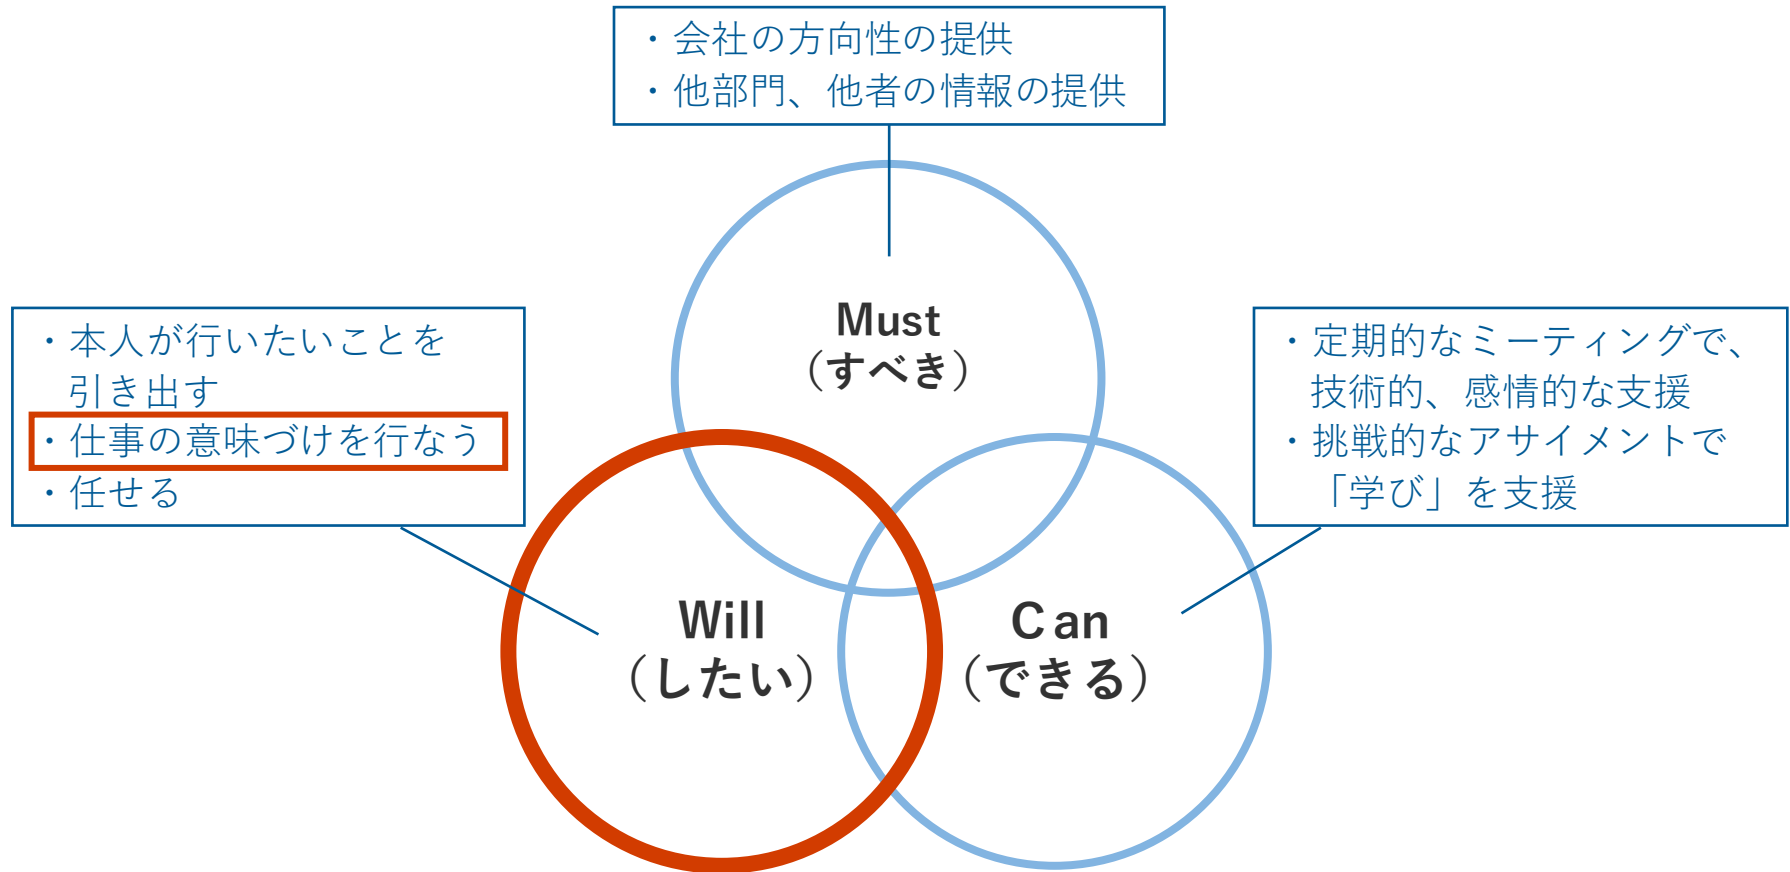 ・会社の方向性の提供
・他部門、他者の情報の提供
Must
（すべき）
・本人が行いたいことを
引き出す
・仕事の意味づけを行なう
・任せる
・定期的なミーティングで、
技術的、感情的な支援
・挑戦的なアサイメントで
「学び」を支援
Will
（したい）
Can
（できる）